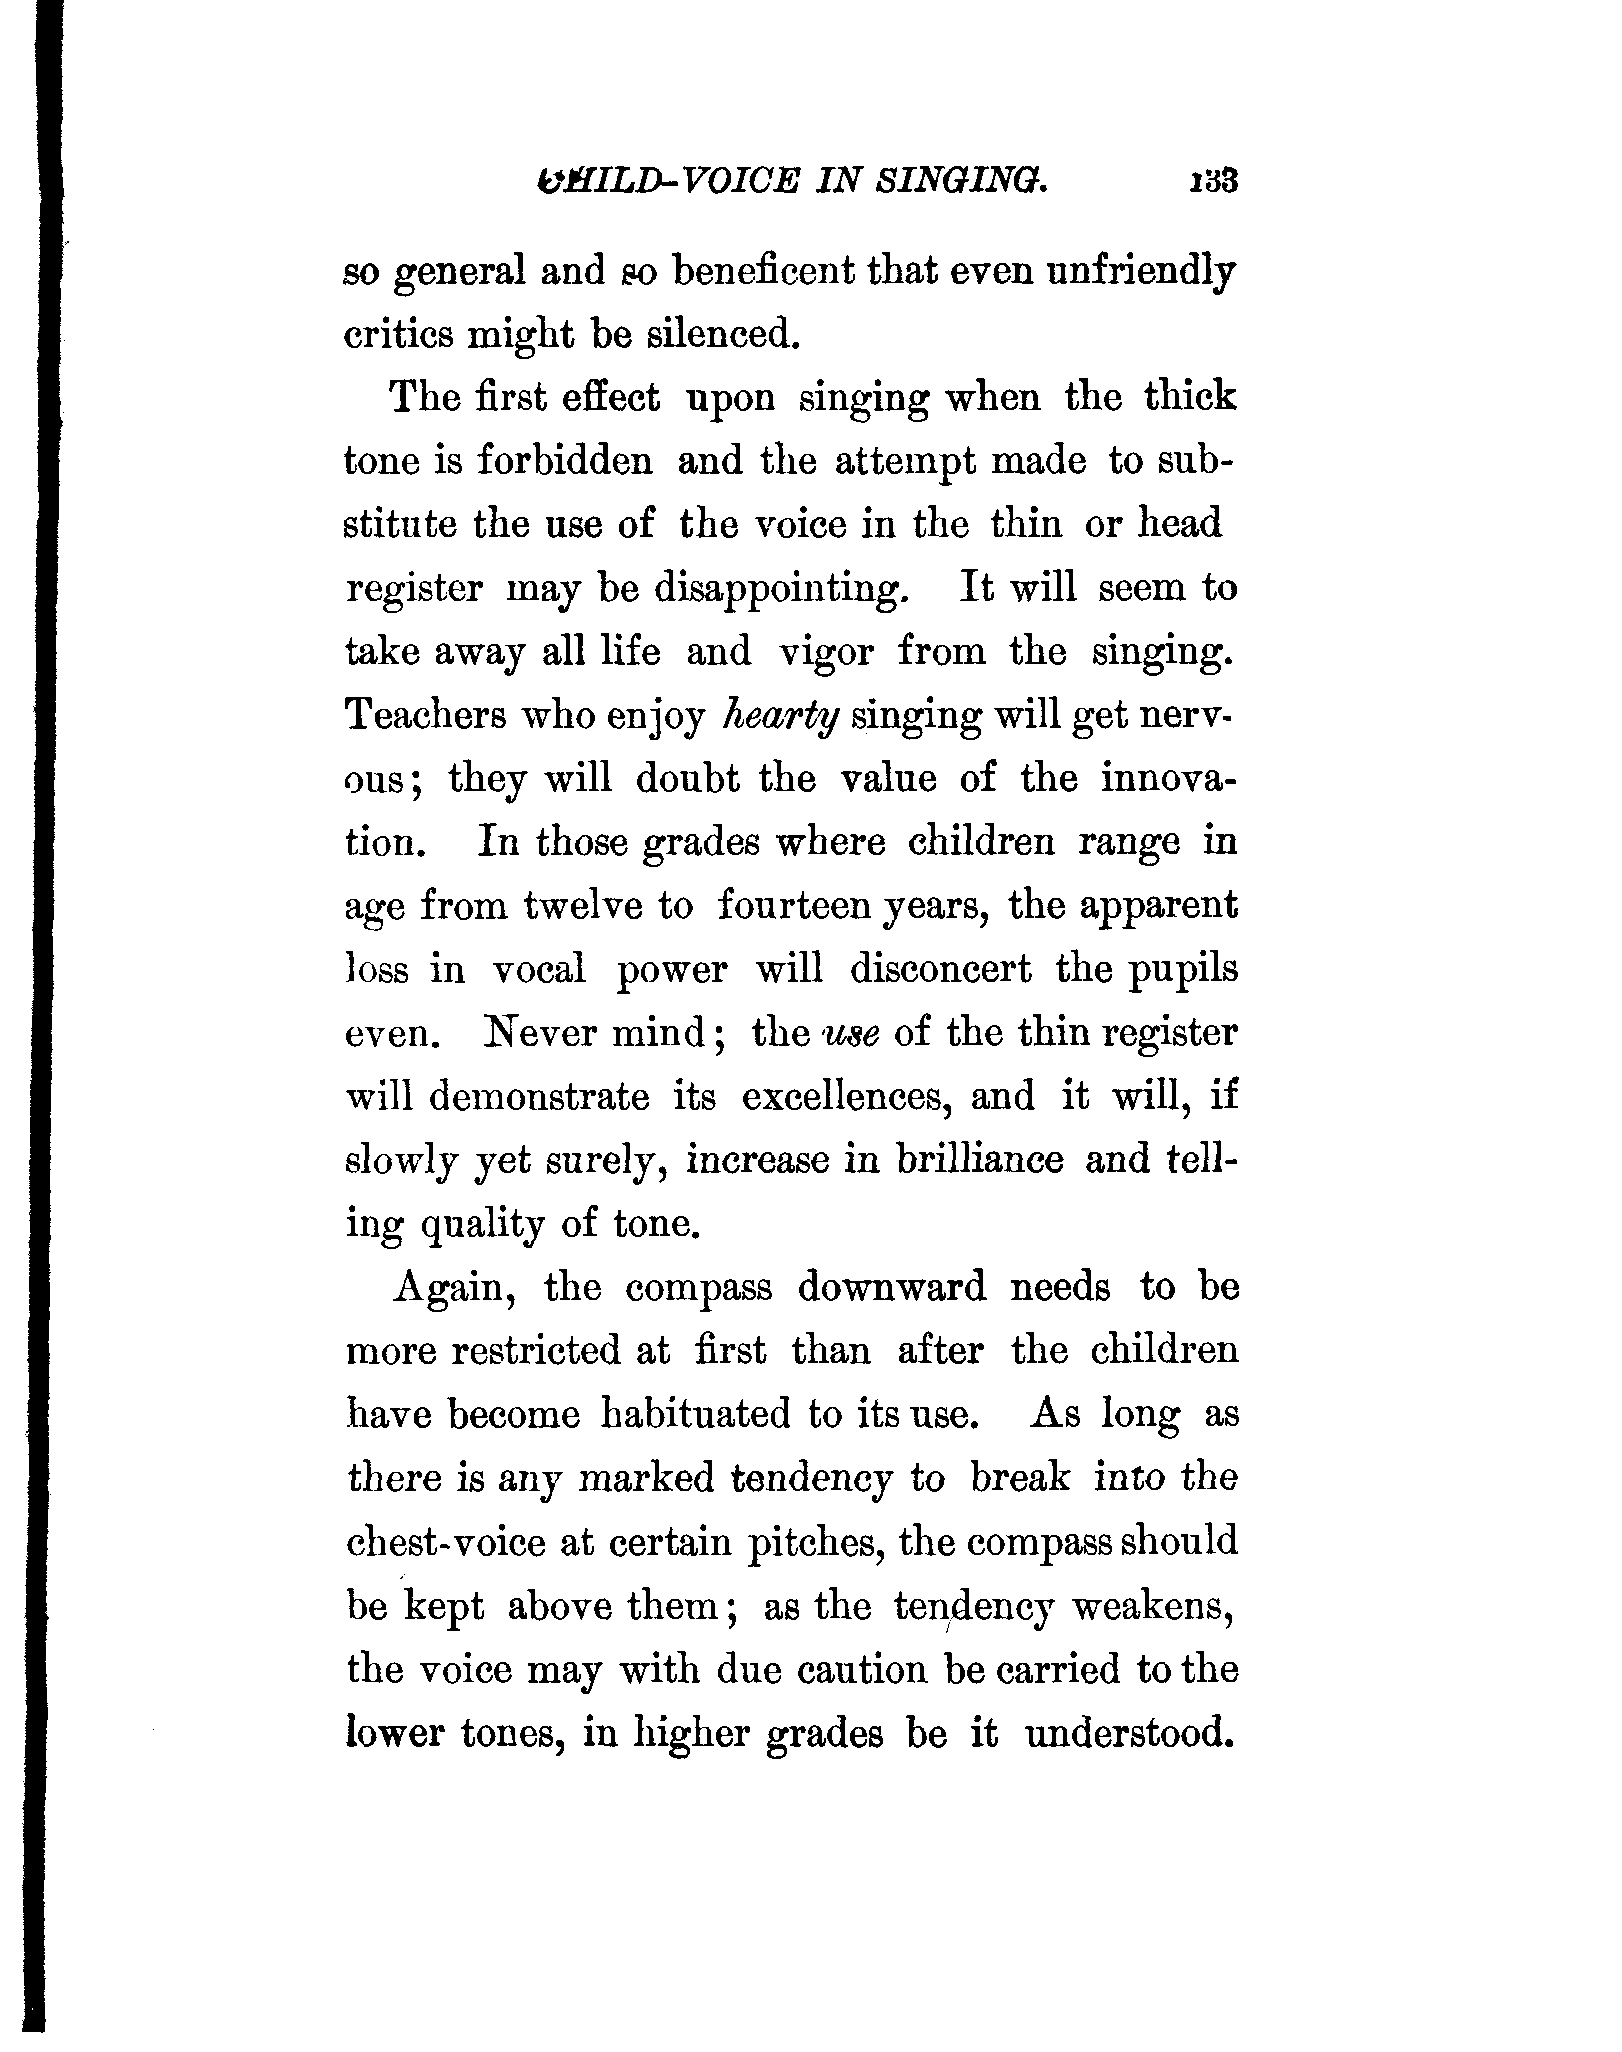 CHILD-VOICE IN SINGING. 133
so general and so beneficent that even unfriendly
critics might be silenced.
The first effect upon singing when the thick
tone is forbidden and the attempt made to sub-
stitute the use of the voice in the thin or head
register may be disappointing. It will seem to
take away all life and vigor from the singing.
Teachers who enjoy hearty singing will get nerv-
ous; they will doubt the value of the innova-
tion. In those grades where children range in
age from twelve to fourteen years, the apparent
loss in vocal power will disconcert the pupils
even. Never mind; the use of the thin register
will demonstrate its excellences, and it will, if
slowly yet surely, increase in brilliance and tell-
ing quality of tone.
Again, the compass downward needs to be
more restricted at first than after the children
have become habituated to its use. As long as
there is any marked tendency to break into the
chest-voice at certain pitches, the compass should
be kept above them; as the tendency weakens,
the voice may with due caution be carried to the
lower tones, in higher grades be it understood.